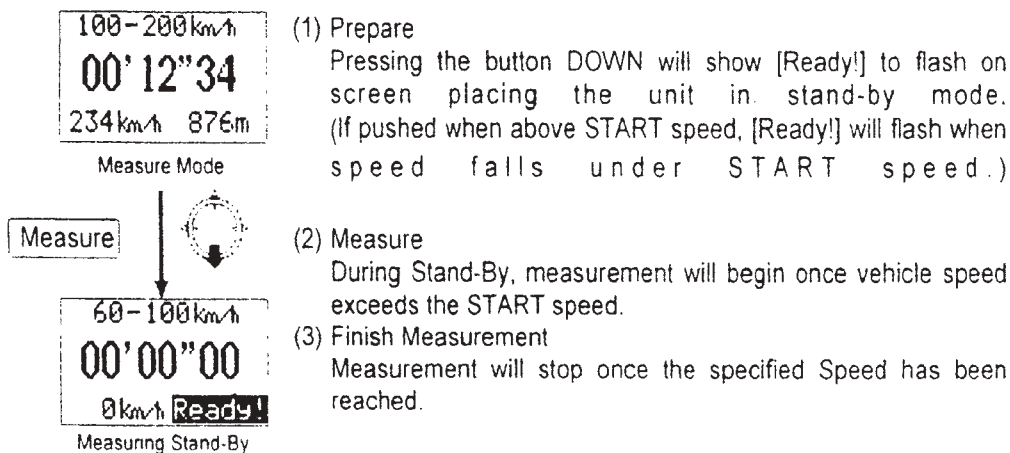 100-200km/h
00'12"34
234km/h 876m
Measure Mode
Measure
60-100km/h
00'00"00
0km/h Ready!
Measuring Stand-By
(1) Prepare
Pressing the button DOWN will show [Ready!] to flash on
screen placing the unit in stand-by mode.
(If pushed when above START speed, [Ready!] will flash when
speed falls under START speed.)
(2) Measure
During Stand-By, measurement will begin once vehicle speed
exceeds the START speed.
(3) Finish Measurement
Measurement will stop once the specified Speed has been
reached.